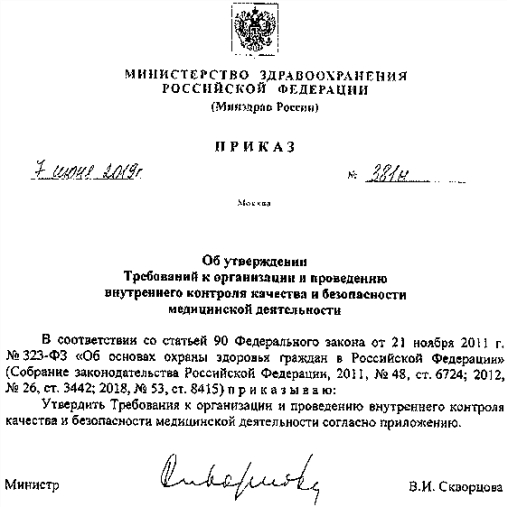 МИНИСТЕРСТВО ЗДРАВООХРАНЕНИЯ
РОССИЙСКОЙ ФЕДЕРАЦИИ
(Минздрав России)
ПРИКАЗ
7 июня 2019г. № 381н
Москва
Об утверждении
Требований к организации и проведению
внутреннего контроля качества и безопасности
медицинской деятельности
В соответствии со статьей 90 Федерального закона от 21 ноября 2011 г.
№ 323-ФЗ «Об основах охраны здоровья граждан в Российской Федерации»
(Собрание законодательства Российской Федерации, 2011, № 48, ст. 6724; 2012,
№ 26, ст. 3442; 2018, № 53, ст. 8415) приказываю:
Утвердить Требования к организации и проведению внутреннего контроля
качества и безопасности медицинской деятельности согласно приложению.
Министр В.И. Скворцова